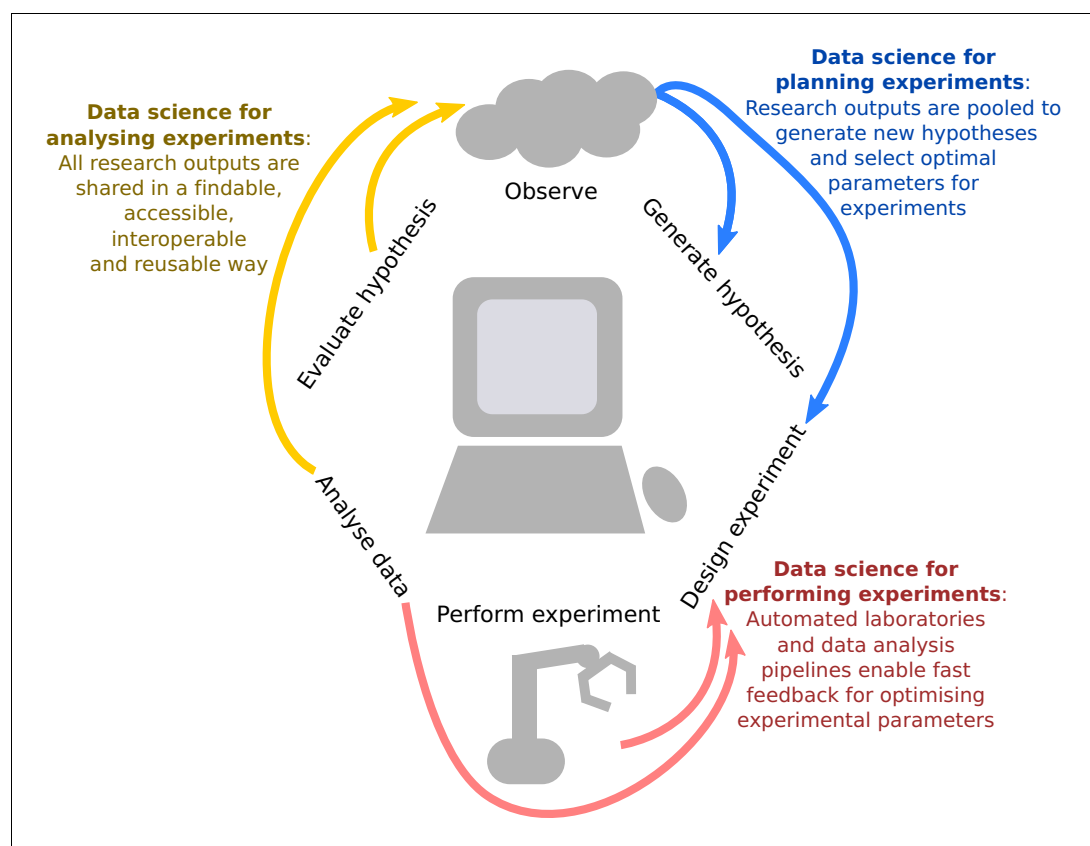 Data science for
analysing experiments:
All research outputs are
shared in a findable,
accessible,
interoperable
and reusable way
Data science for
planning experiments:
Research outputs are pooled to
generate new hypotheses
and select optimal
parameters for
experiments
Observe
Generate hypothesis
Design experiment
Perform experiment
Analyse data
Evaluate hypothesis
Data science for
performing experiments:
Automated laboratories
and data analysis
pipelines enable fast
feedback for optimising
experimental parameters